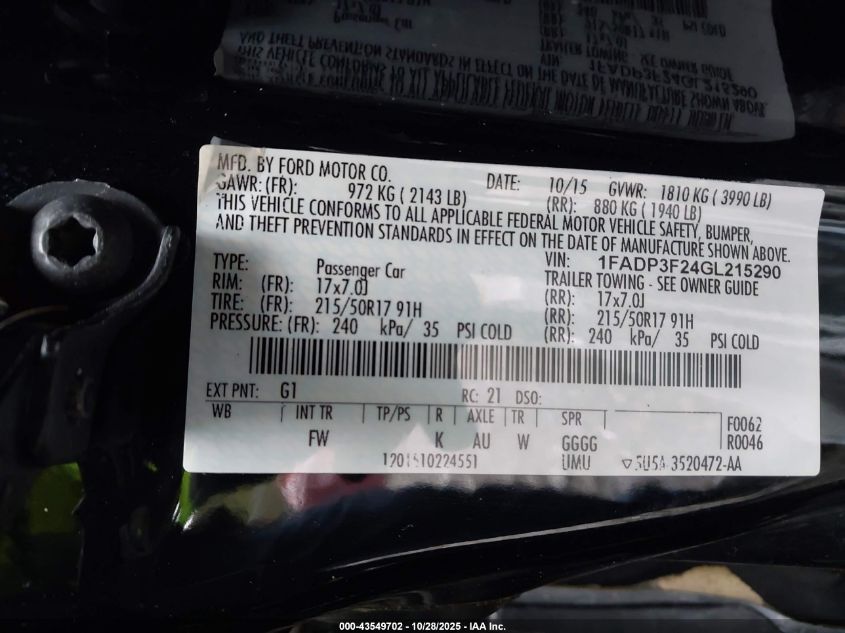 MFD. BY FORD MOTOR CO. DATE: 10/15 GVWR: 1810 KG ( 3990 LB)
GAWR: (FR): 972 KG ( 2143 LB) (RR): 880 KG ( 1940 LB)
THIS VEHICLE CONFORMS TO ALL APPLICABLE FEDERAL MOTOR VEHICLE SAFETY, BUMPER,
AND THEFT PREVENTION STANDARDS IN EFFECT ON THE DATE OF MANUFACTURE SHOWN ABOVE.
VIN: 1FADP3F24GL215290
TYPE: Passenger Car TRAILER TOWING - SEE OWNER GUIDE
RIM: (FR): 17x7.0J (RR): 17x7.0J
TIRE: (FR): 215/50R17 91H (RR): 215/50R17 91H
PRESSURE: (FR): 240 kPa/ 35 PSI COLD (RR): 240 kPa/ 35 PSI COLD
EXT PNT: G1 RC: 21 DSO:
WB INT TR TP/PS R AXLE TR SPR F0062
FW K AU W GGGG R0046
UMU 5U5A-3520472-AA
000-43549702 - 10/28/2025 - IAA Inc.